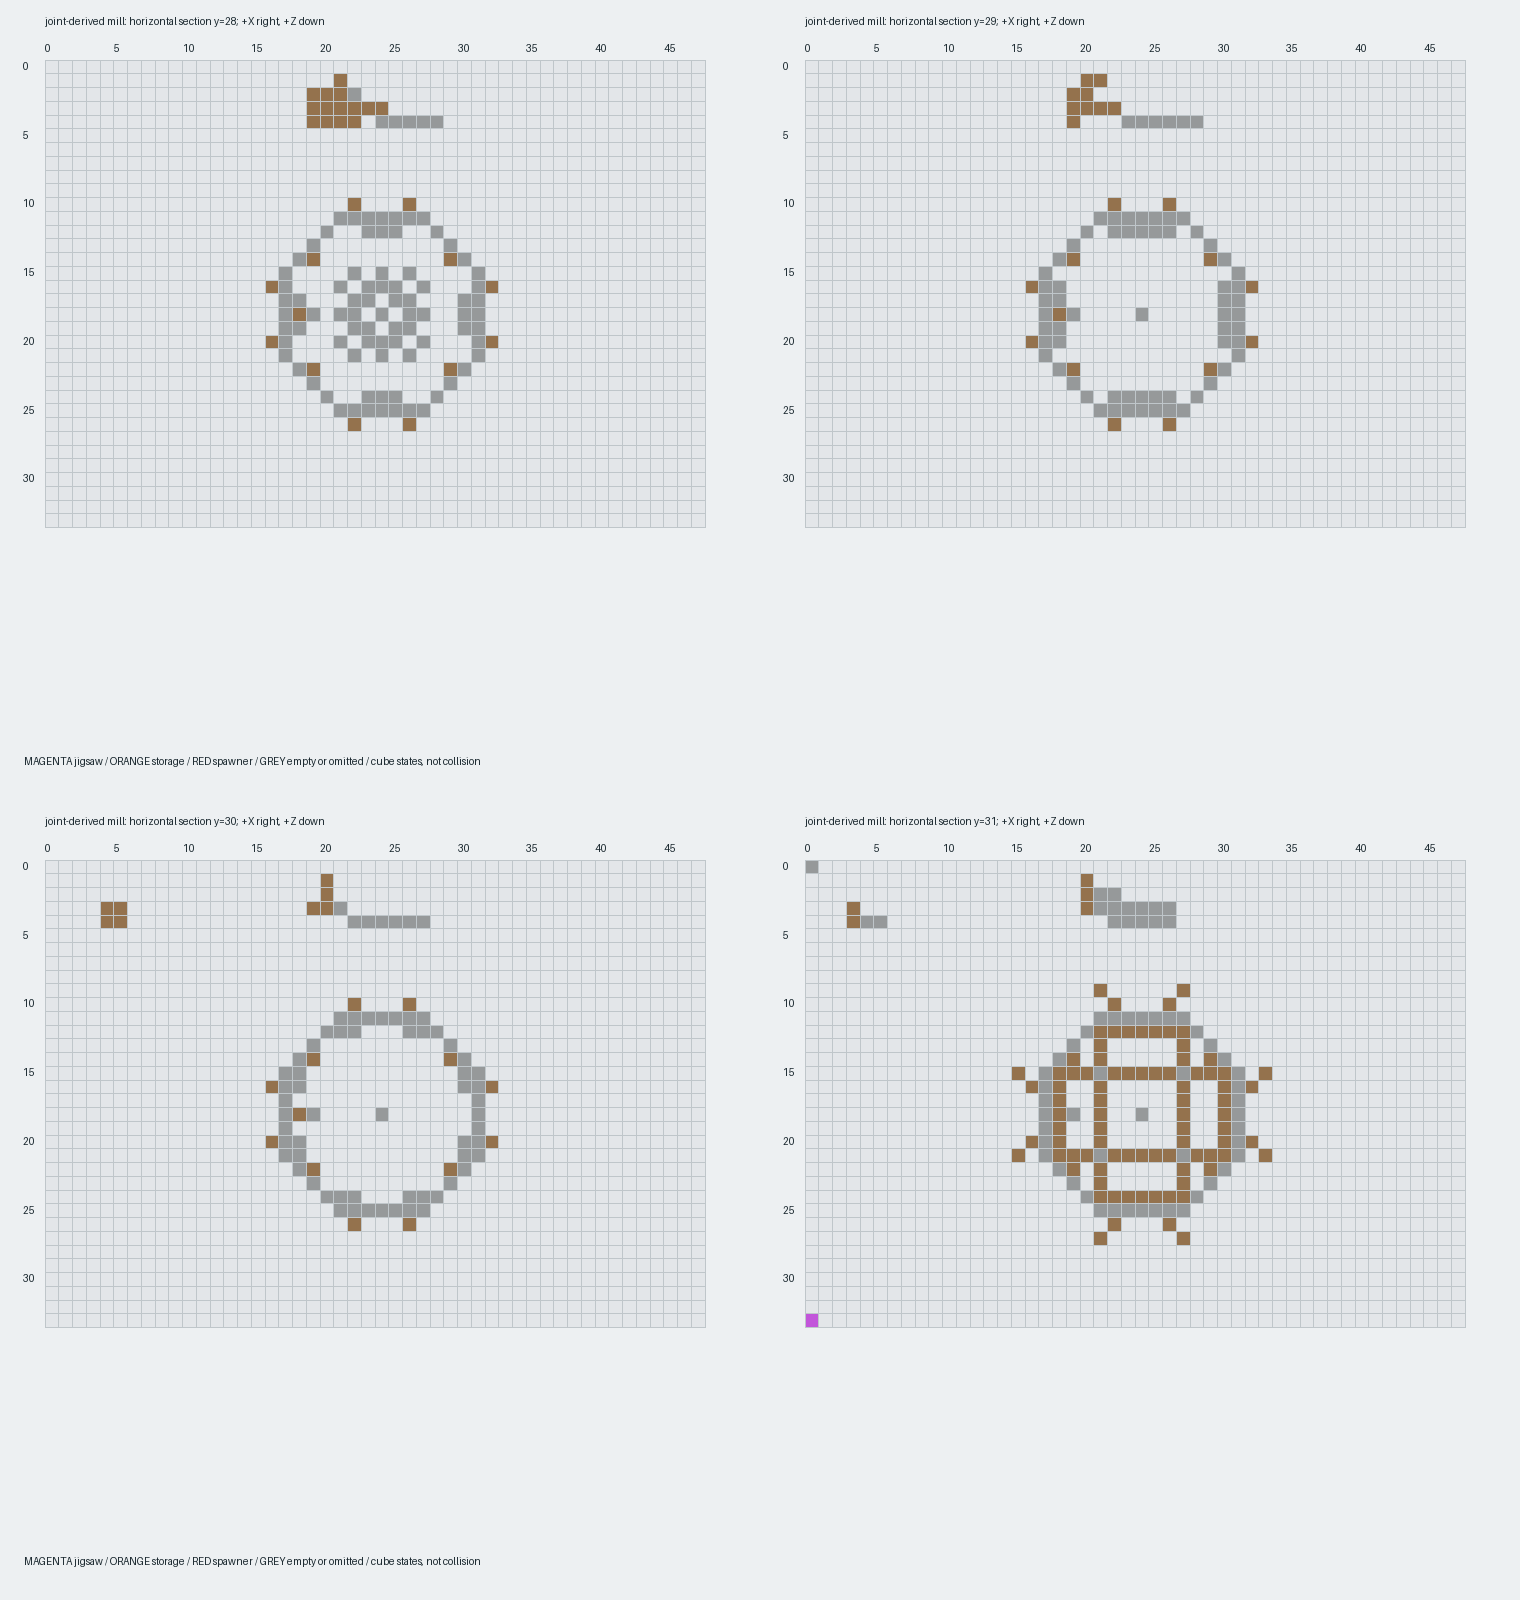 joint-derived mill: horizontal section y=28; +X right, +Z down
0 5 10 15 20 25 30 35 40 45
0
5
10
15
20
25
30
joint-derived mill: horizontal section y=29; +X right, +Z down
0 5 10 15 20 25 30 35 40 45
0
5
10
15
20
25
30
MAGENTA jigsaw / ORANGE storage / RED spawner / GREY empty or omitted / cube states, not collision
joint-derived mill: horizontal section y=30; +X right, +Z down
0 5 10 15 20 25 30 35 40 45
0
5
10
15
20
25
30
joint-derived mill: horizontal section y=31; +X right, +Z down
0 5 10 15 20 25 30 35 40 45
0
5
10
15
20
25
30
MAGENTA jigsaw / ORANGE storage / RED spawner / GREY empty or omitted / cube states, not collision